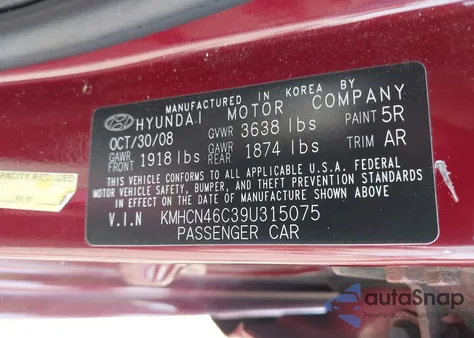 MANUFACTURED IN KOREA BY
HYUNDAI MOTOR COMPANY
OCT/30/08 GVWR 3638 lbs PAINT 5R
GAWR FRONT 1918 lbs GAWR REAR 1874 lbs TRIM AR
THIS VEHICLE CONFORMS TO ALL APPLICABLE U.S.A. FEDERAL
MOTOR VEHICLE SAFETY, BUMPER, AND THEFT PREVENTION STANDARDS
IN EFFECT ON THE DATE OF MANUFACTURE SHOWN ABOVE.
V.I.N KMHCN46C39U315075
PASSENGER CAR
APACITY REDUCED
autoSnap